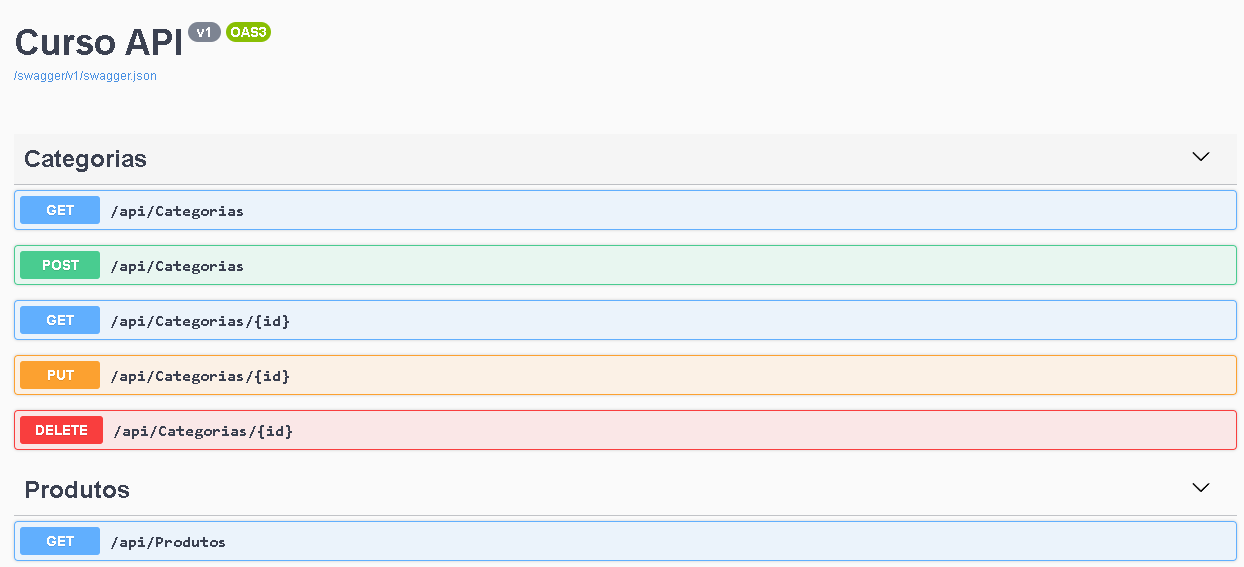 Curso API v1 OAS3
/swagger/v1/swagger.json
Categorias
GET /api/Categorias
POST /api/Categorias
GET /api/Categorias/{id}
PUT /api/Categorias/{id}
DELETE /api/Categorias/{id}
Produtos
GET /api/Produtos